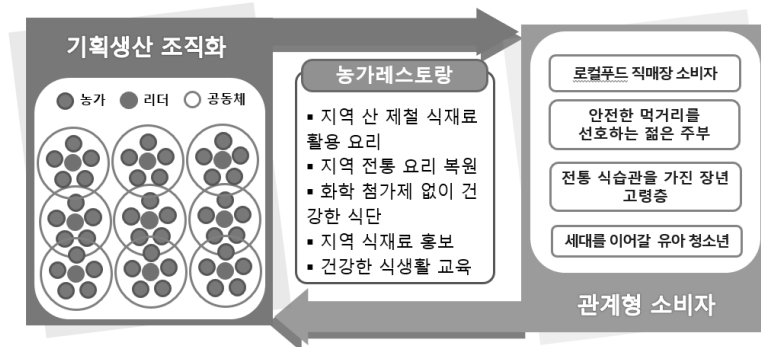 기획생산 조직화
농가 리더 공동체
농가레스토랑
▪ 지역 산 제철 식재료
활용 요리
▪ 지역 전통 요리 복원
▪ 화학 첨가제 없이 건
강한 식단
▪ 지역 식재료 홍보
▪ 건강한 식생활 교육
로컬푸드 직매장 소비자
안전한 먹거리를
선호하는 젊은 주부
전통 식습관을 가진 장년
고령층
세대를 이어갈 유아 청소년
관계형 소비자